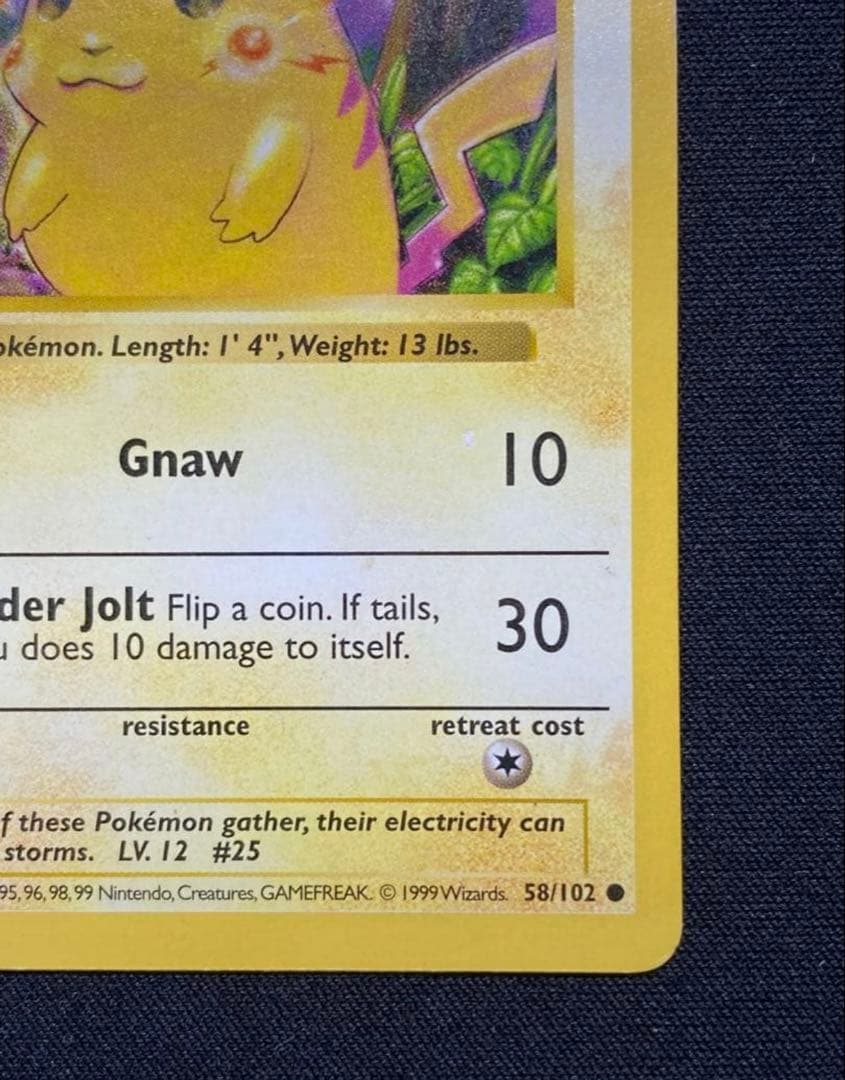 okémon. Length: 1' 4", Weight: 13 lbs.
Gnaw 10
der Jolt Flip a coin. If tails, 30
u does 10 damage to itself.
resistance retreat cost
f these Pokémon gather, their electricity can
storms. LV. 12 #25
95, 96, 98, 99 Nintendo, Creatures, GAMEFREAK. © 1999 Wizards. 58/102 ●